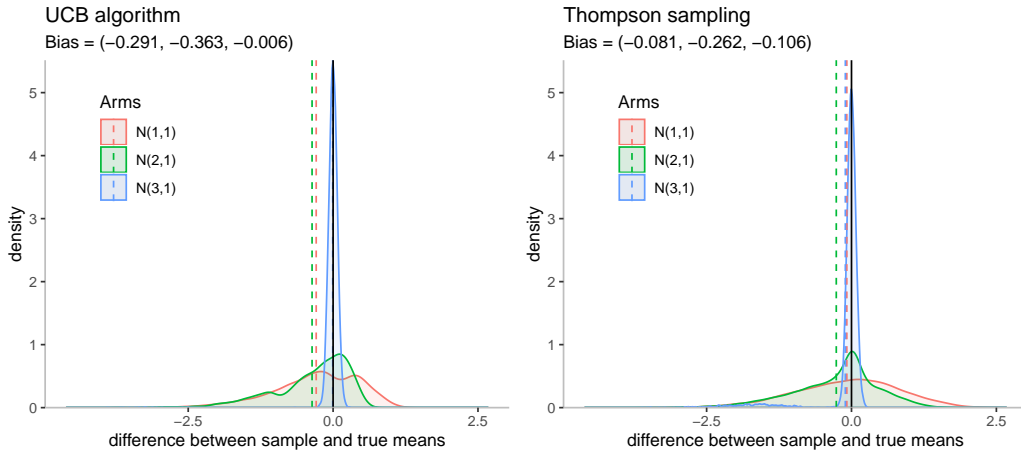 UCB algorithm
Bias = (−0.291, −0.363, −0.006)
Arms
N(1,1)
N(2,1)
N(3,1)
density
0
1
2
3
4
5
−2.5
0.0
2.5
difference between sample and true means
Thompson sampling
Bias = (−0.081, −0.262, −0.106)
Arms
N(1,1)
N(2,1)
N(3,1)
density
0
1
2
3
4
5
−2.5
0.0
2.5
difference between sample and true means